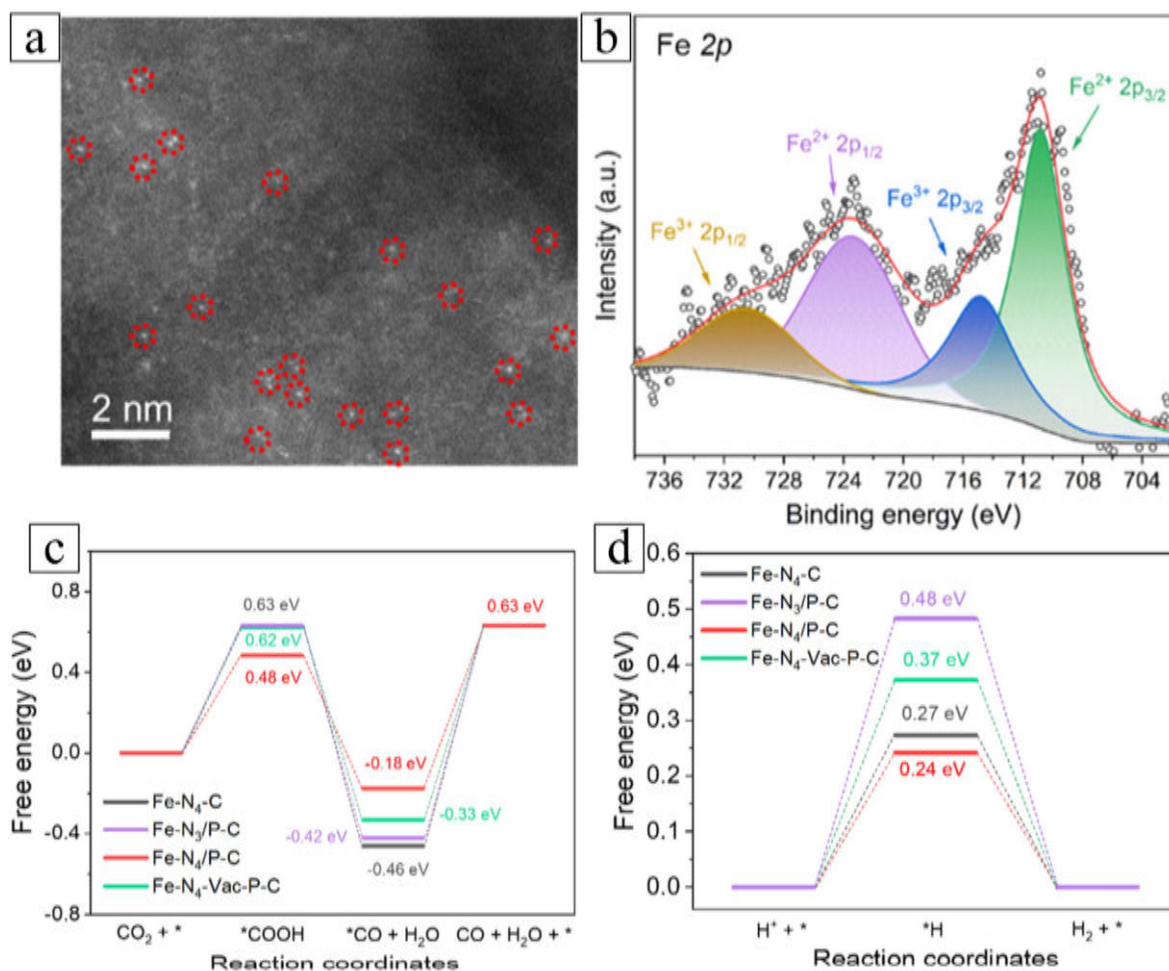 a
2 nm
b
Fe 2p
Fe²⁺ 2p₃/₂
Fe²⁺ 2p₁/₂
Fe³⁺ 2p₃/₂
Fe³⁺ 2p₁/₂
Intensity (a.u.)
736 732 728 724 720 716 712 708 704
Binding energy (eV)
c
0.8
0.4
0.0
-0.4
-0.8
Free energy (eV)
0.63 eV
0.62 eV
0.48 eV
0.63 eV
-0.18 eV
-0.33 eV
-0.42 eV
-0.46 eV
Fe-N₄-C
Fe-N₃/P-C
Fe-N₄/P-C
Fe-N₄-Vac-P-C
CO₂ + * *COOH *CO + H₂O CO + H₂O + *
Reaction coordinates
d
0.6
0.5
0.4
0.3
0.2
0.1
0.0
Free energy (eV)
Fe-N₄-C
Fe-N₃/P-C
Fe-N₄/P-C
Fe-N₄-Vac-P-C
0.48 eV
0.37 eV
0.27 eV
0.24 eV
H⁺ + * *H H₂ + *
Reaction coordinates